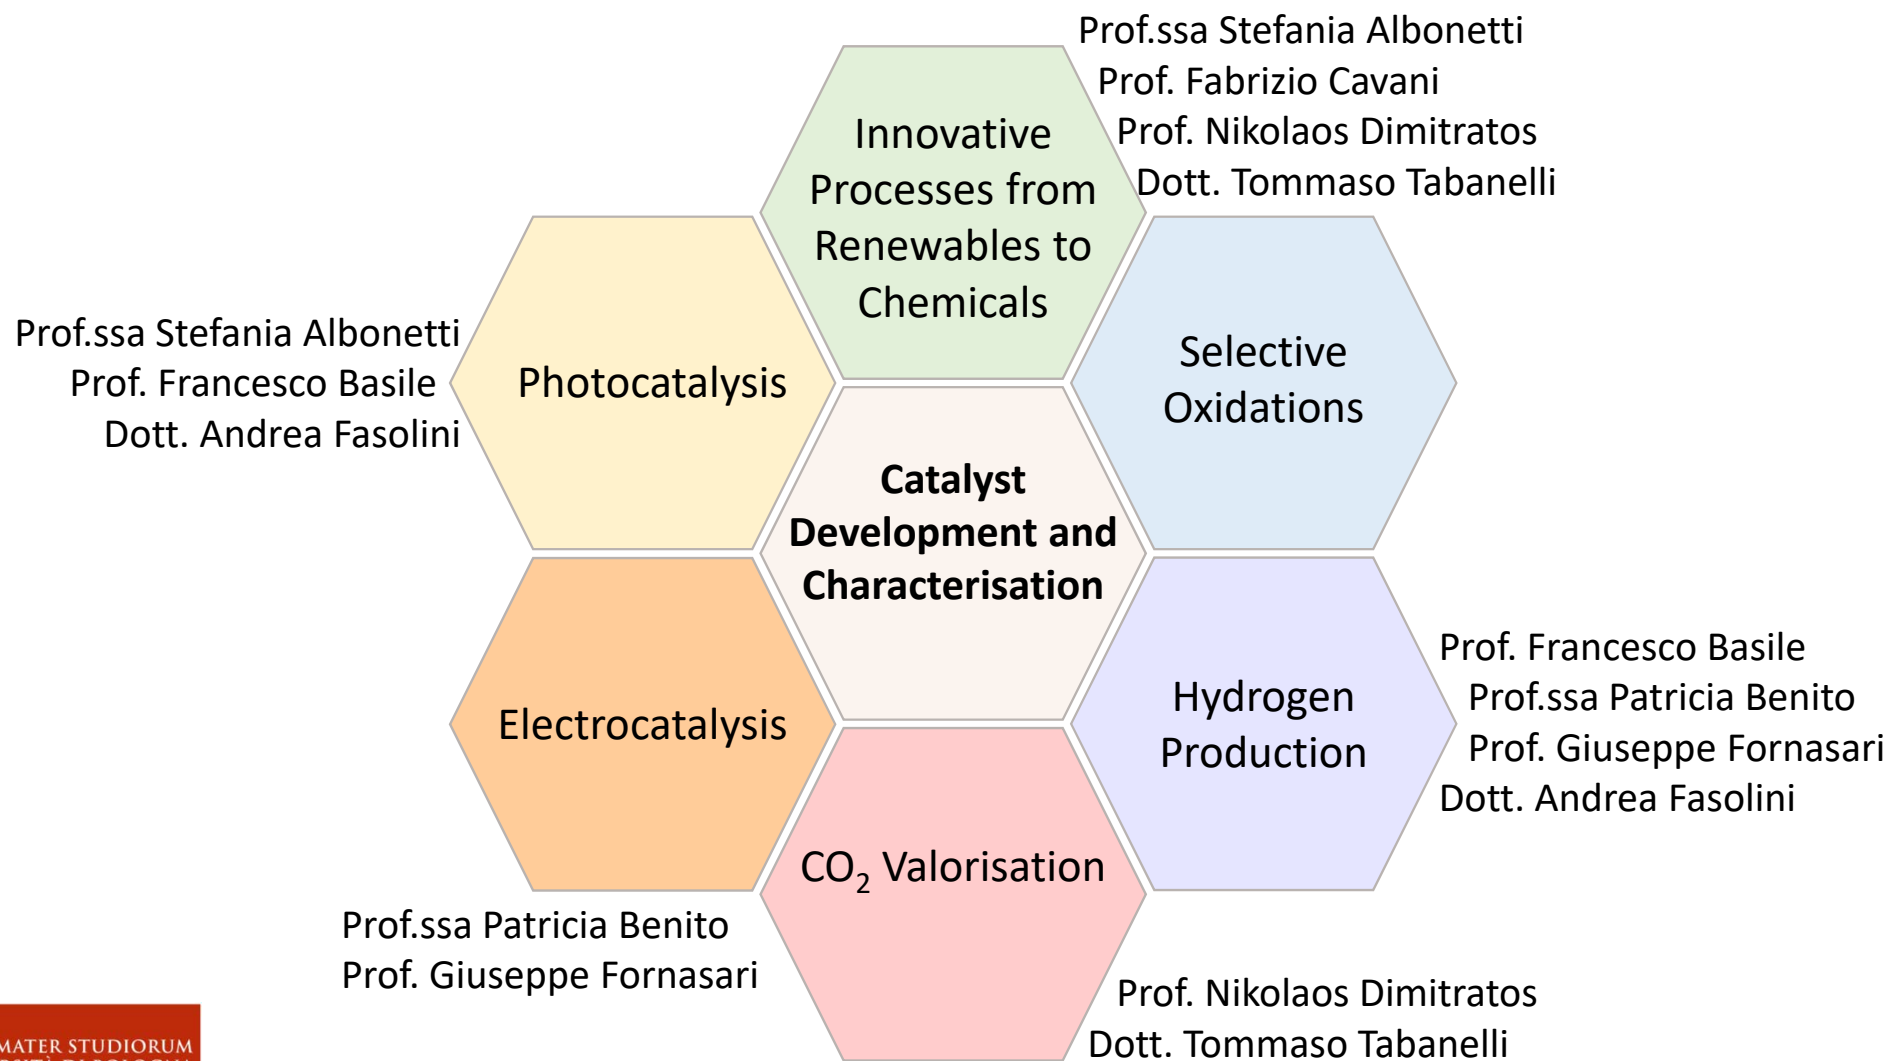 Prof.ssa Stefania Albonetti
Prof. Fabrizio Cavani
Prof. Nikolaos Dimitratos
Dott. Tommaso Tabanelli
Innovative
Processes from
Renewables to
Chemicals
Prof.ssa Stefania Albonetti
Prof. Francesco Basile
Dott. Andrea Fasolini
Photocatalysis
Selective
Oxidations
Catalyst
Development and
Characterisation
Electrocatalysis
Hydrogen
Production
Prof. Francesco Basile
Prof.ssa Patricia Benito
Prof. Giuseppe Fornasari
Dott. Andrea Fasolini
CO₂ Valorisation
Prof.ssa Patricia Benito
Prof. Giuseppe Fornasari
Prof. Nikolaos Dimitratos
Dott. Tommaso Tabanelli
MATER STUDIORUM